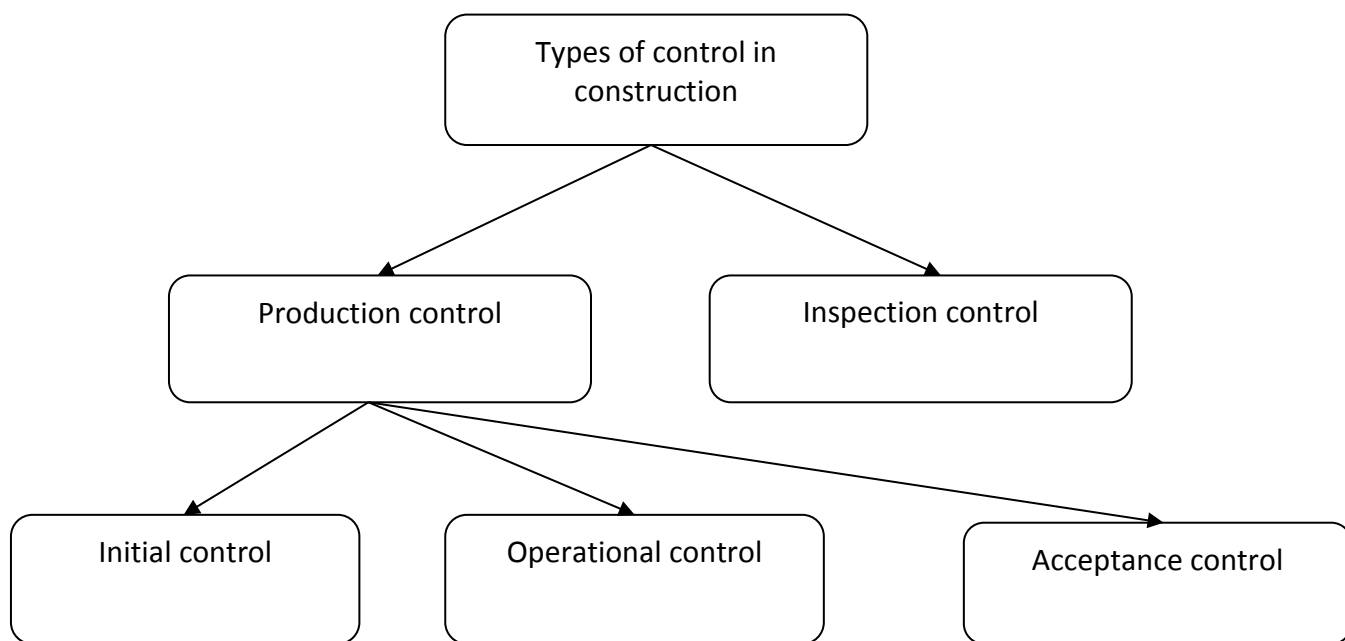 Types of control in
construction
Production control
Inspection control
Initial control
Operational control
Acceptance control